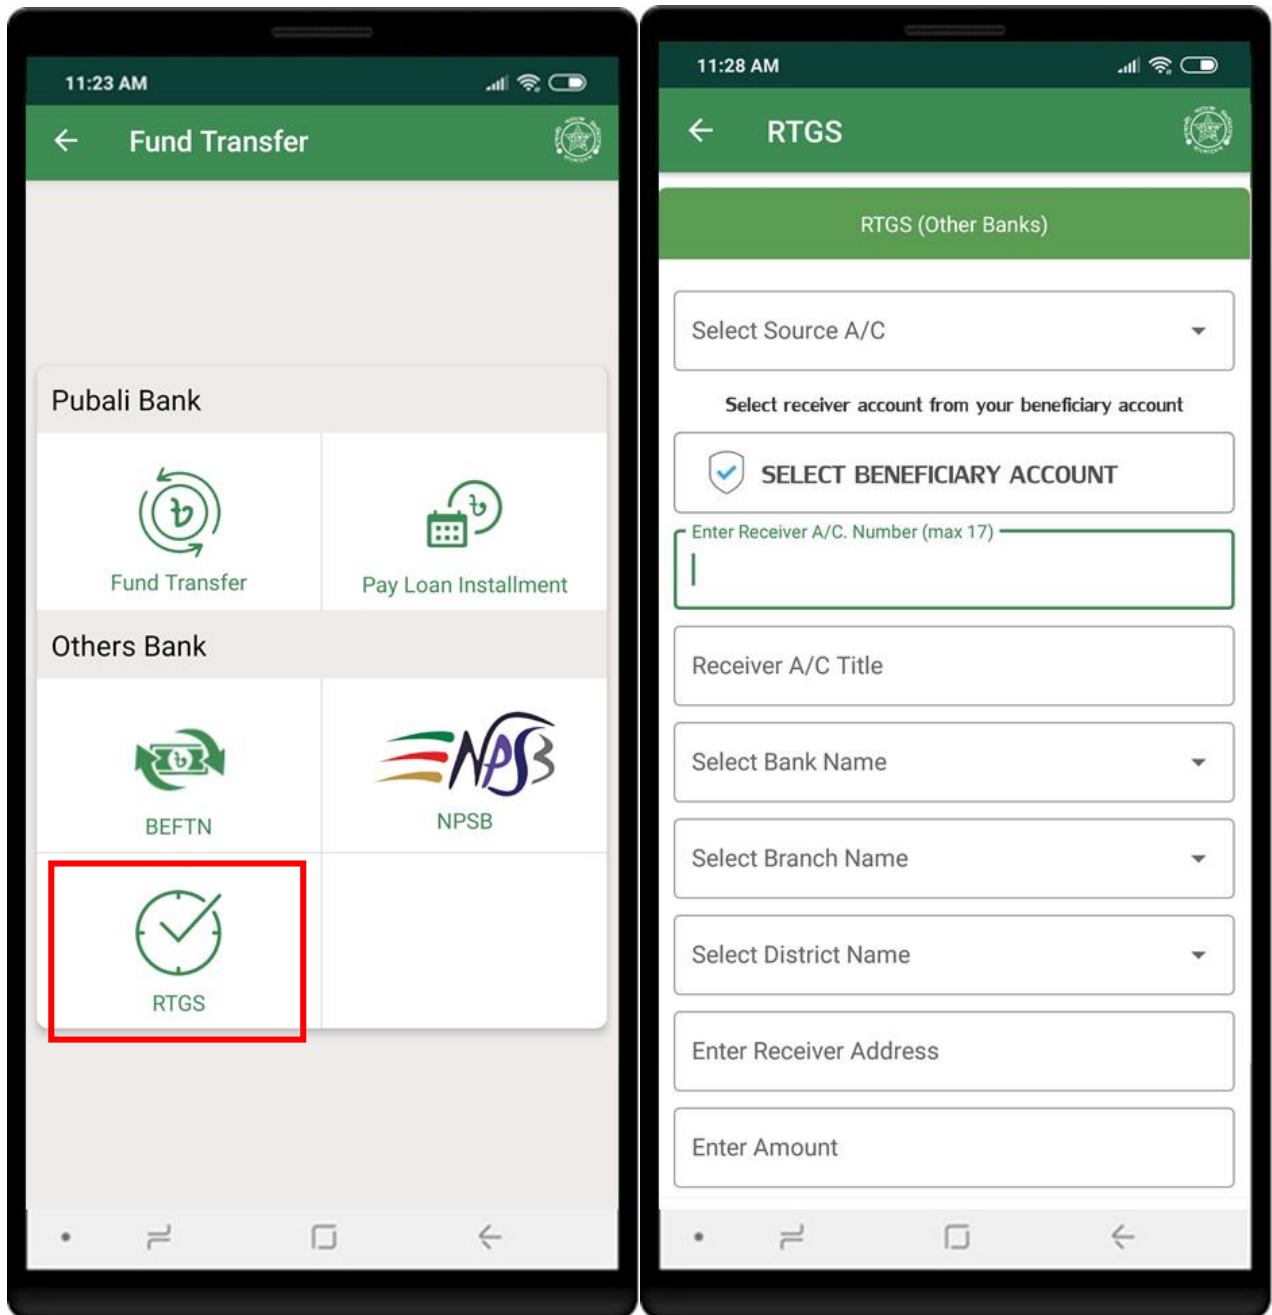 11:23 AM
Fund Transfer
Pubali Bank
Fund Transfer
Pay Loan Installment
Others Bank
BEFTN
NPSB
NPSB
RTGS
11:28 AM
RTGS
RTGS (Other Banks)
Select Source A/C
Select receiver account from your beneficiary account
SELECT BENEFICIARY ACCOUNT
Enter Receiver A/C. Number (max 17)
Receiver A/C Title
Select Bank Name
Select Branch Name
Select District Name
Enter Receiver Address
Enter Amount